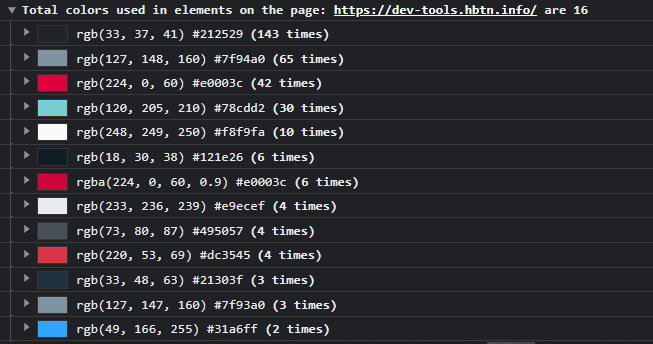 Total colors used in elements on the page: https://dev-tools.hbtn.info/ are 16
rgb(33, 37, 41) #212529 (143 times)
rgb(127, 148, 160) #7f94a0 (65 times)
rgb(224, 0, 60) #e0003c (42 times)
rgb(120, 205, 210) #78cdd2 (30 times)
rgb(248, 249, 250) #f8f9fa (10 times)
rgb(18, 30, 38) #121e26 (6 times)
rgba(224, 0, 60, 0.9) #e0003c (6 times)
rgb(233, 236, 239) #e9ecef (4 times)
rgb(73, 80, 87) #495057 (4 times)
rgb(220, 53, 69) #dc3545 (4 times)
rgb(33, 48, 63) #21303f (3 times)
rgb(127, 147, 160) #7f93a0 (3 times)
rgb(49, 166, 255) #31a6ff (2 times)